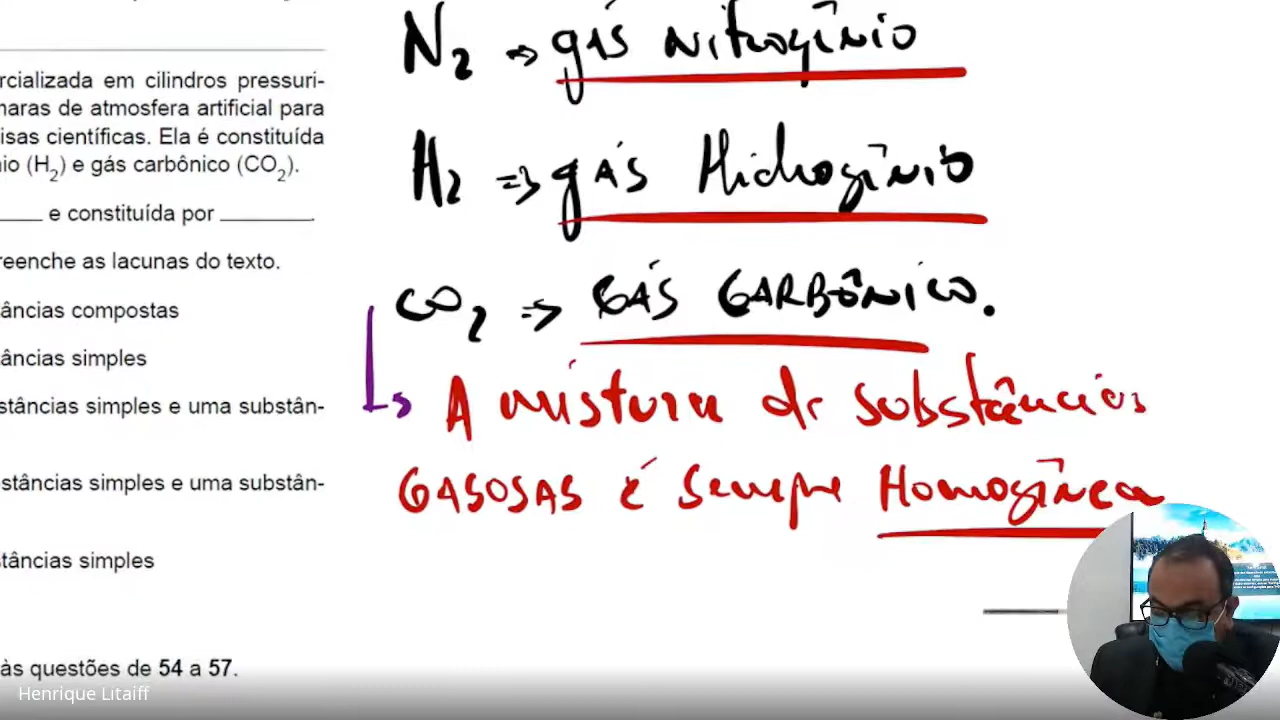 rcializada em cilindros pressuri-
naras de atmosfera artificial para
isas científicas. Ela é constituída
io (H₂) e gás carbônico (CO₂).
____ e constituída por ________.
reenche as lacunas do texto.
âncias compostas
âncias simples
stâncias simples e uma substân-
stâncias simples e uma substân-
tâncias simples
às questões de 54 a 57.
N₂ => gás nitrogênio
H₂ => gás Hidrogênio
CO₂ => GÁS CARBÔNICO.
A mistura de substâncias
GASOSAS é sempre Homogênea
Henrique Litaiff